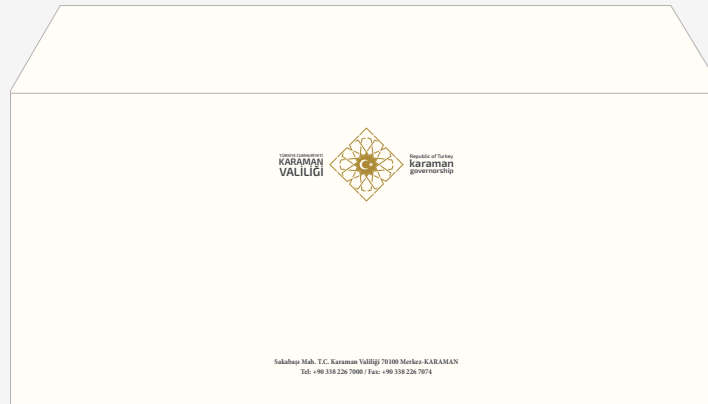 TÜRKİYE CUMHURİYETİ
KARAMAN
VALİLİĞİ
Republic of Turkey
karaman
governorship
Sakabaşı Mah. T.C. Karaman Valiliği 70100 Merkez-KARAMAN
Tel: +90 338 226 7000 / Fax: +90 338 226 7074